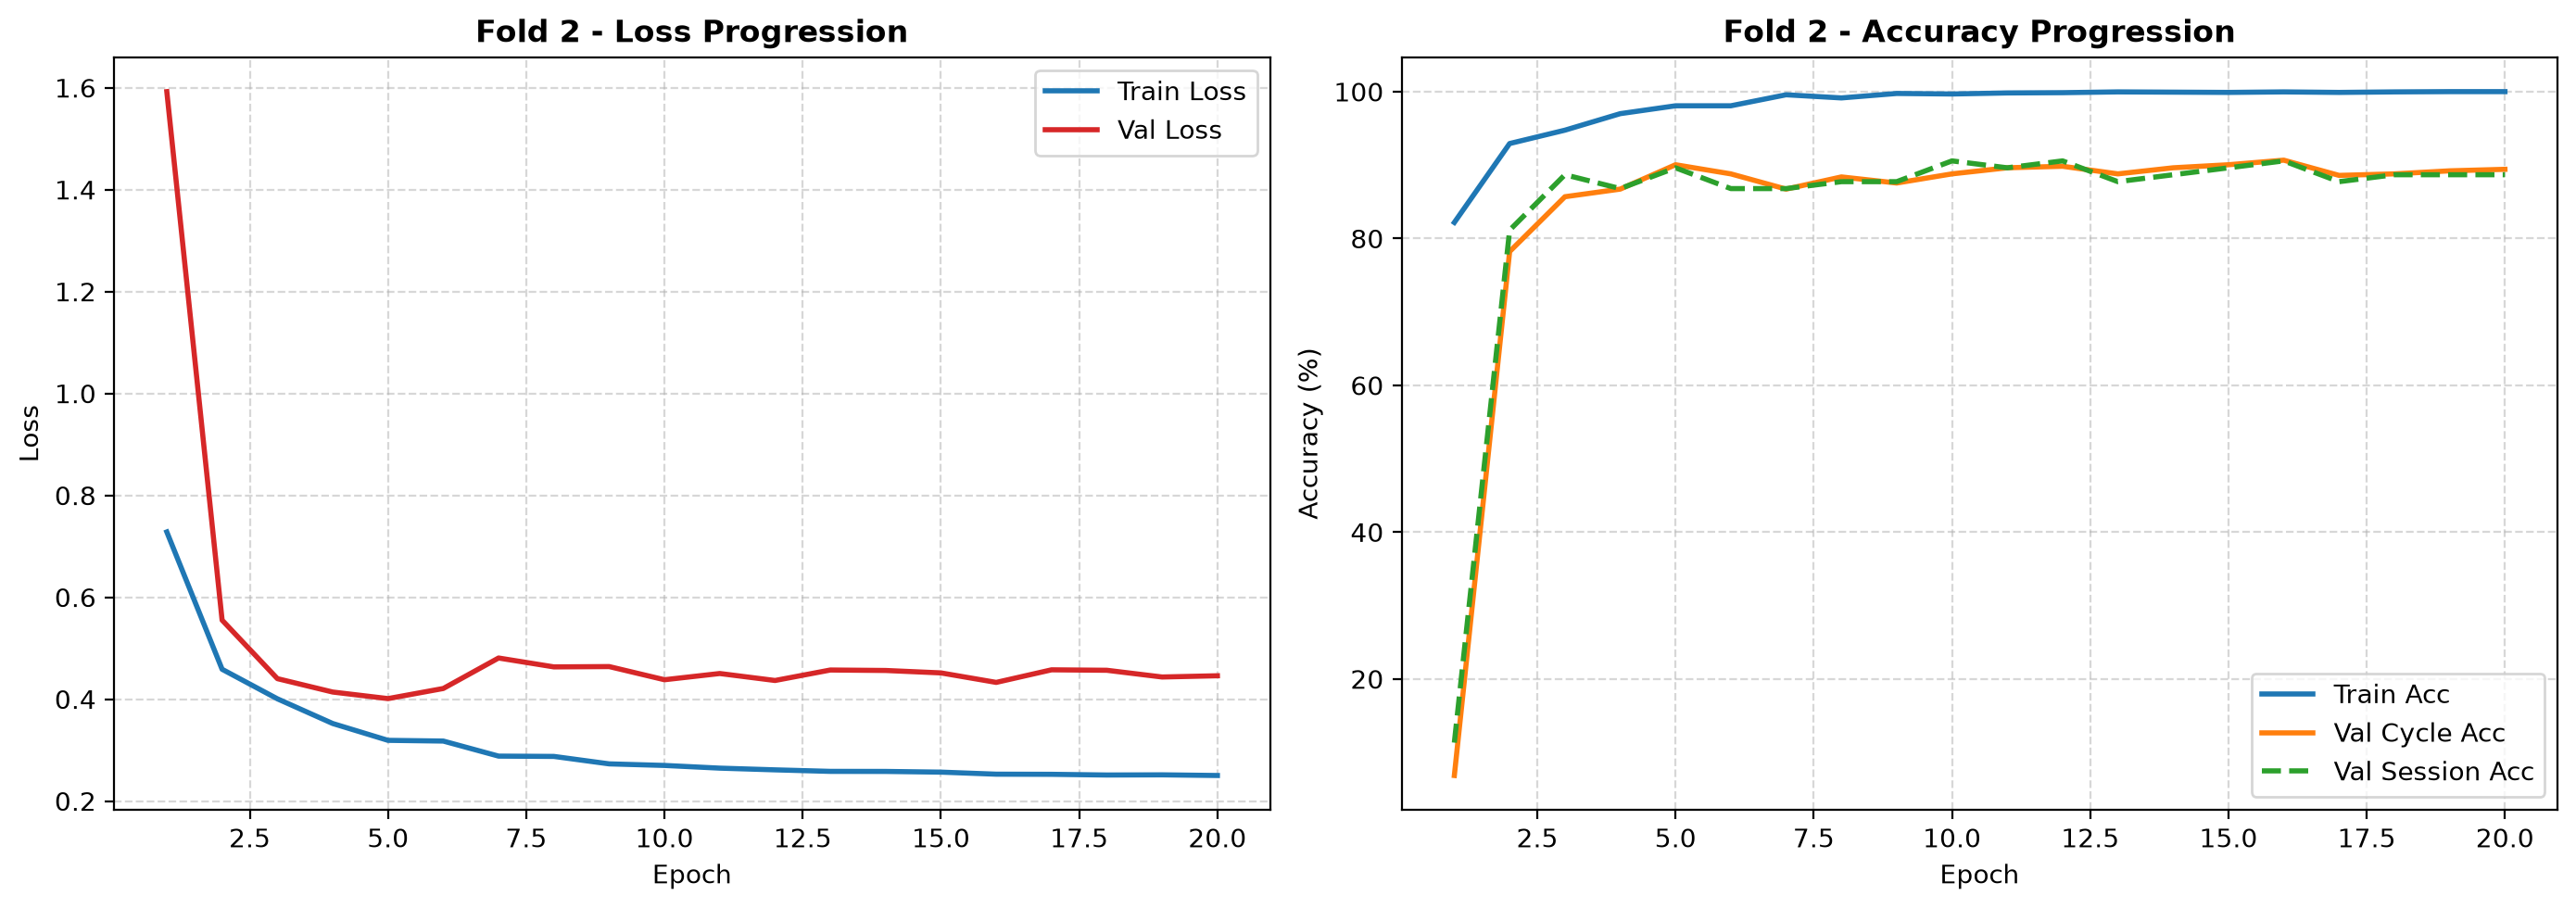 Fold 2 - Loss Progression
1.6
1.4
1.2
1.0
0.8
0.6
0.4
0.2
Loss
Train Loss
Val Loss
2.5 5.0 7.5 10.0 12.5 15.0 17.5 20.0
Epoch
Fold 2 - Accuracy Progression
100
80
60
40
20
Accuracy (%)
Train Acc
Val Cycle Acc
Val Session Acc
2.5 5.0 7.5 10.0 12.5 15.0 17.5 20.0
Epoch